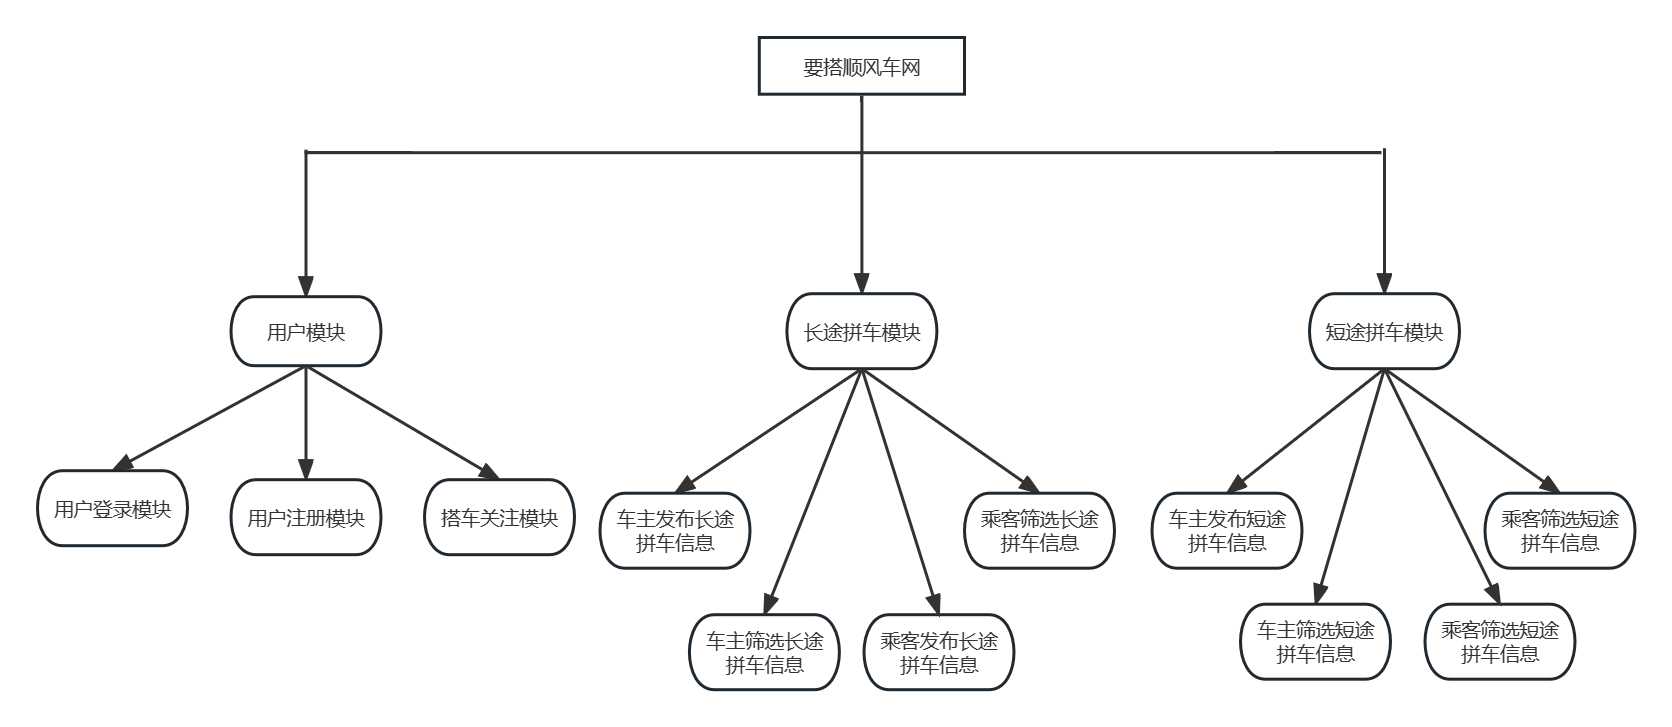 要搭顺风车网
用户模块
长途拼车模块
短途拼车模块
用户登录模块
用户注册模块
搭车关注模块
车主发布长途
拼车信息
车主筛选长途
拼车信息
乘客发布长途
拼车信息
乘客筛选长途
拼车信息
车主发布短途
拼车信息
车主筛选短途
拼车信息
乘客筛选短途
拼车信息
乘客筛选短途
拼车信息